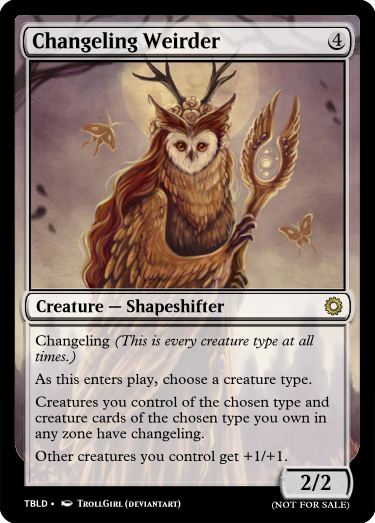 Changeling Weirder 4
Creature — Shapeshifter
Changeling (This is every creature type at all
times.)
As this enters play, choose a creature type.
Creatures you control of the chosen type and
creature cards of the chosen type you own in
any zone have changeling.
Other creatures you control get +1/+1.
2/2
TBLD • TrollGirl (deviantart)
(NOT FOR SALE)